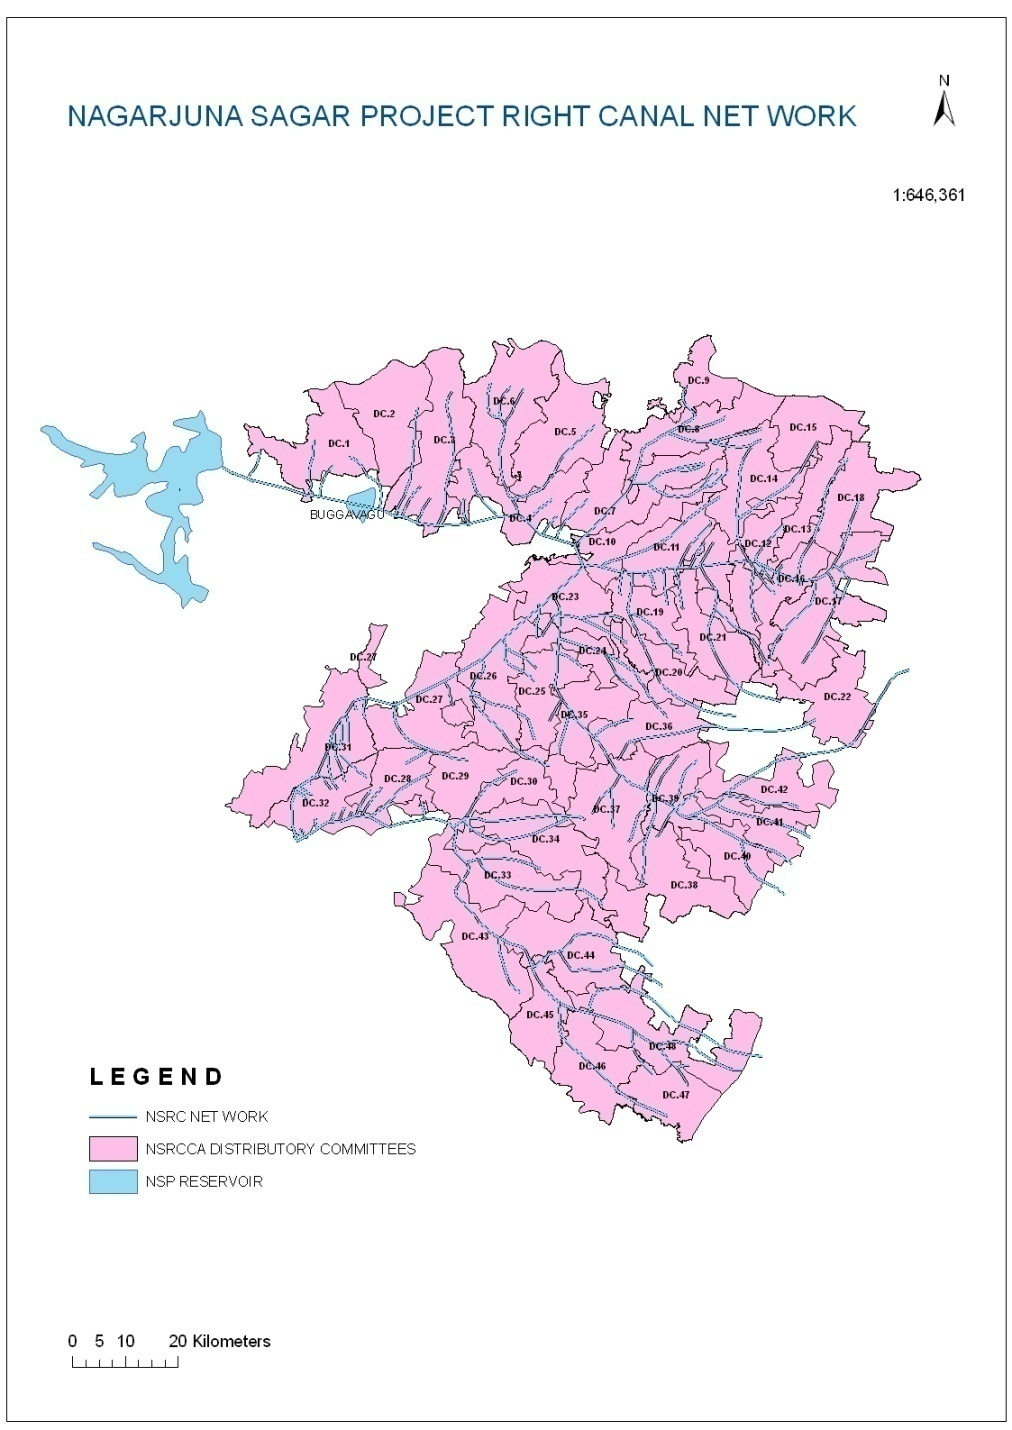 N
NAGARJUNA SAGAR PROJECT RIGHT CANAL NET WORK
1:646,361
DC.9
DC.2
DC.6
DC.8
DC.15
DC.1
DC.3
DC.5
DC.14
DC.18
BUGGAVAGU
DC.4
DC.7
DC.13
DC.10
DC.11
DC.12
DC.16
DC.23
DC.19
DC.17
DC.21
DC.27
DC.24
DC.26
DC.20
DC.25
DC.27
DC.22
DC.35
DC.36
DC.31
DC.28
DC.29
DC.30
DC.42
DC.32
DC.37
DC.39
DC.41
DC.34
DC.40
DC.33
DC.38
DC.43
DC.44
DC.45
DC.48
DC.46
DC.47
LEGEND
NSRC NET WORK
NSRCCA DISTRIBUTORY COMMITTEES
NSP RESERVOIR
0 5 10 20 Kilometers